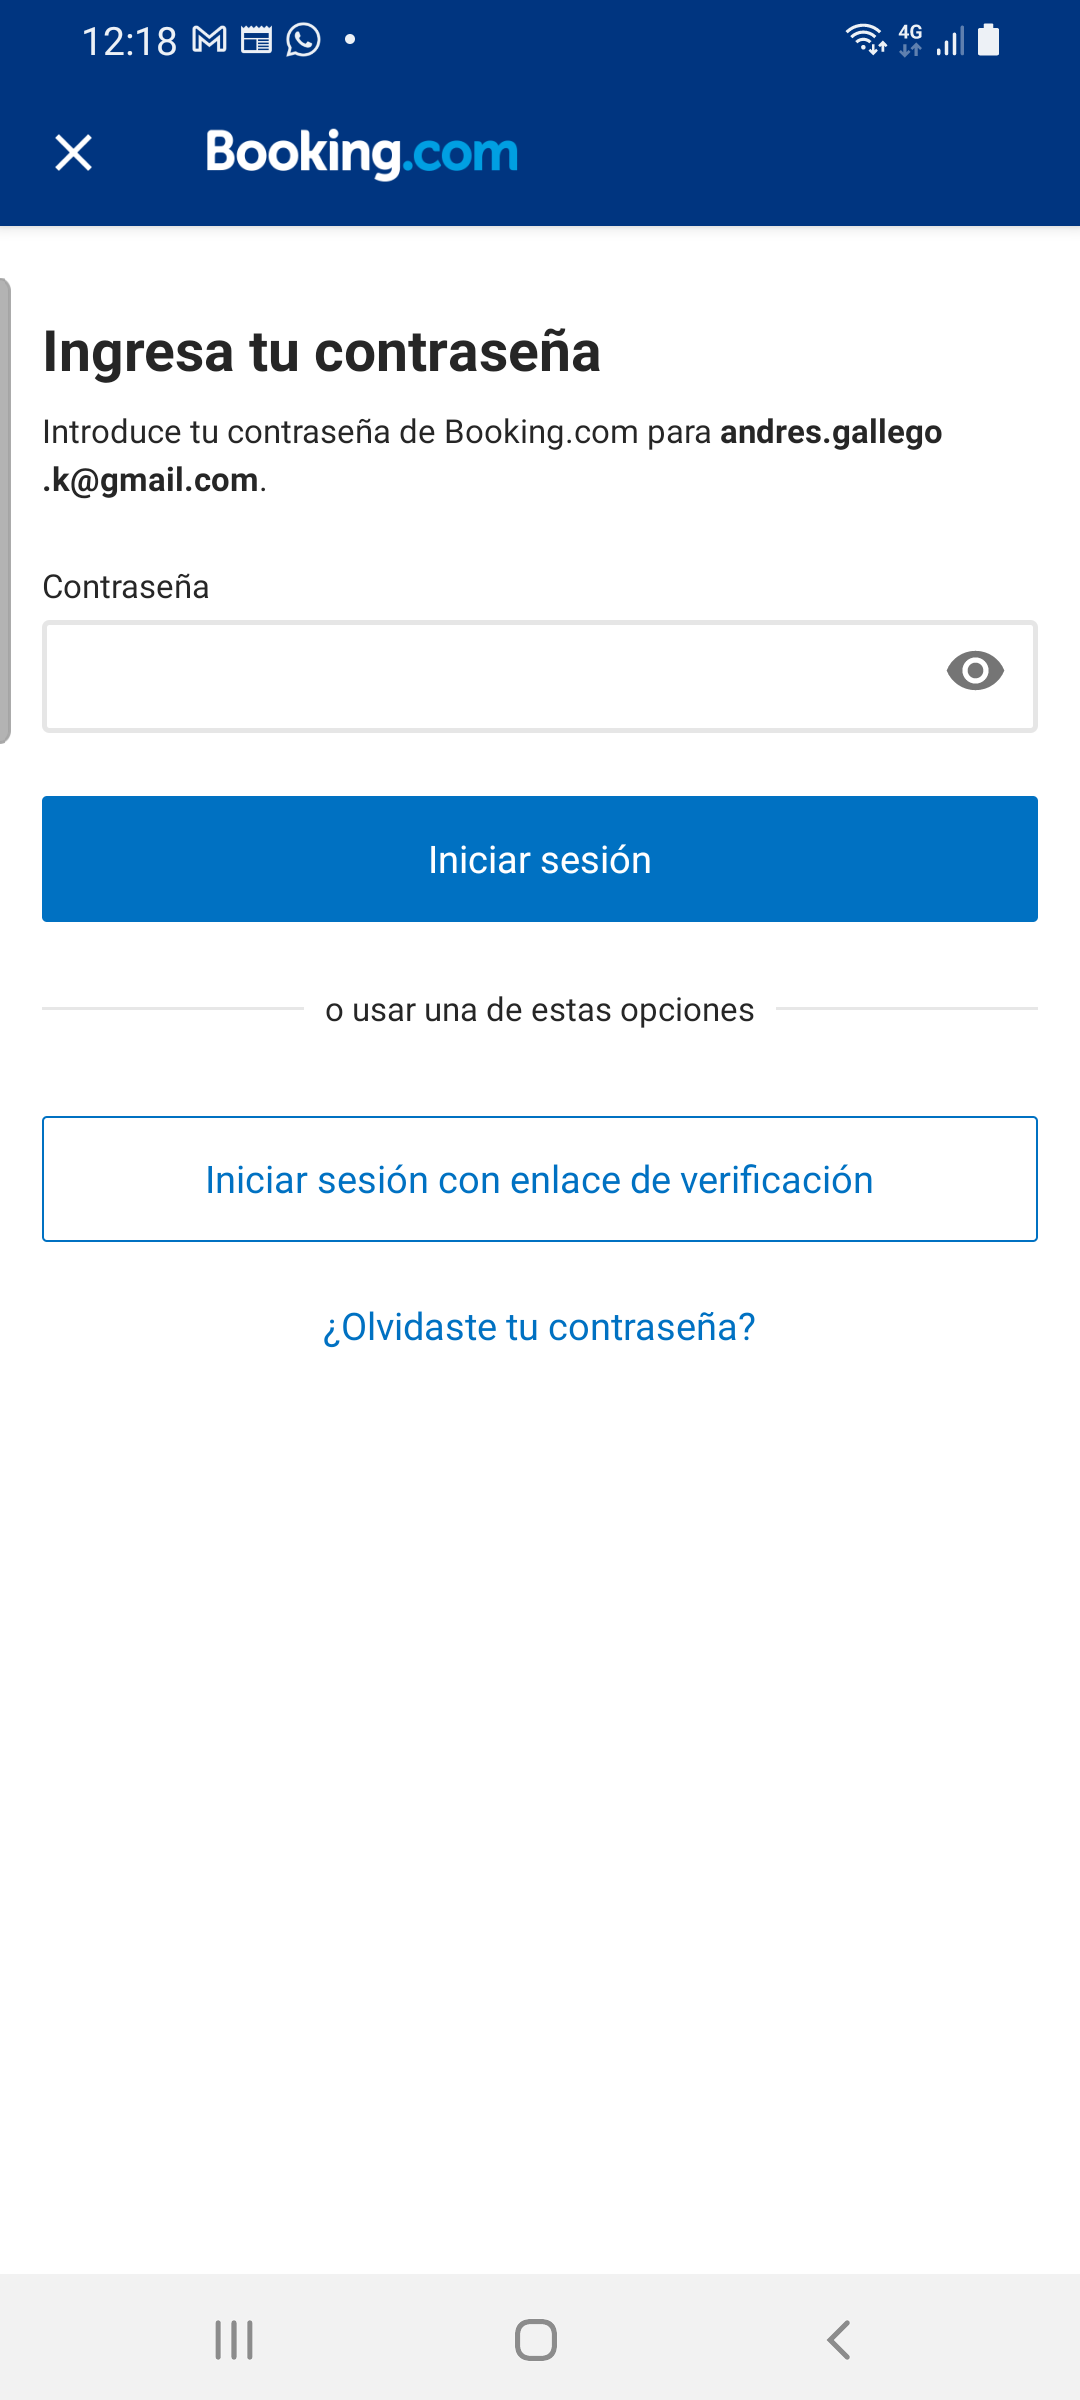 12:18
4G
Booking.com
Ingresa tu contraseña
Introduce tu contraseña de Booking.com para andres.gallego
.k@gmail.com.
Contraseña
Iniciar sesión
o usar una de estas opciones
Iniciar sesión con enlace de verificación
¿Olvidaste tu contraseña?